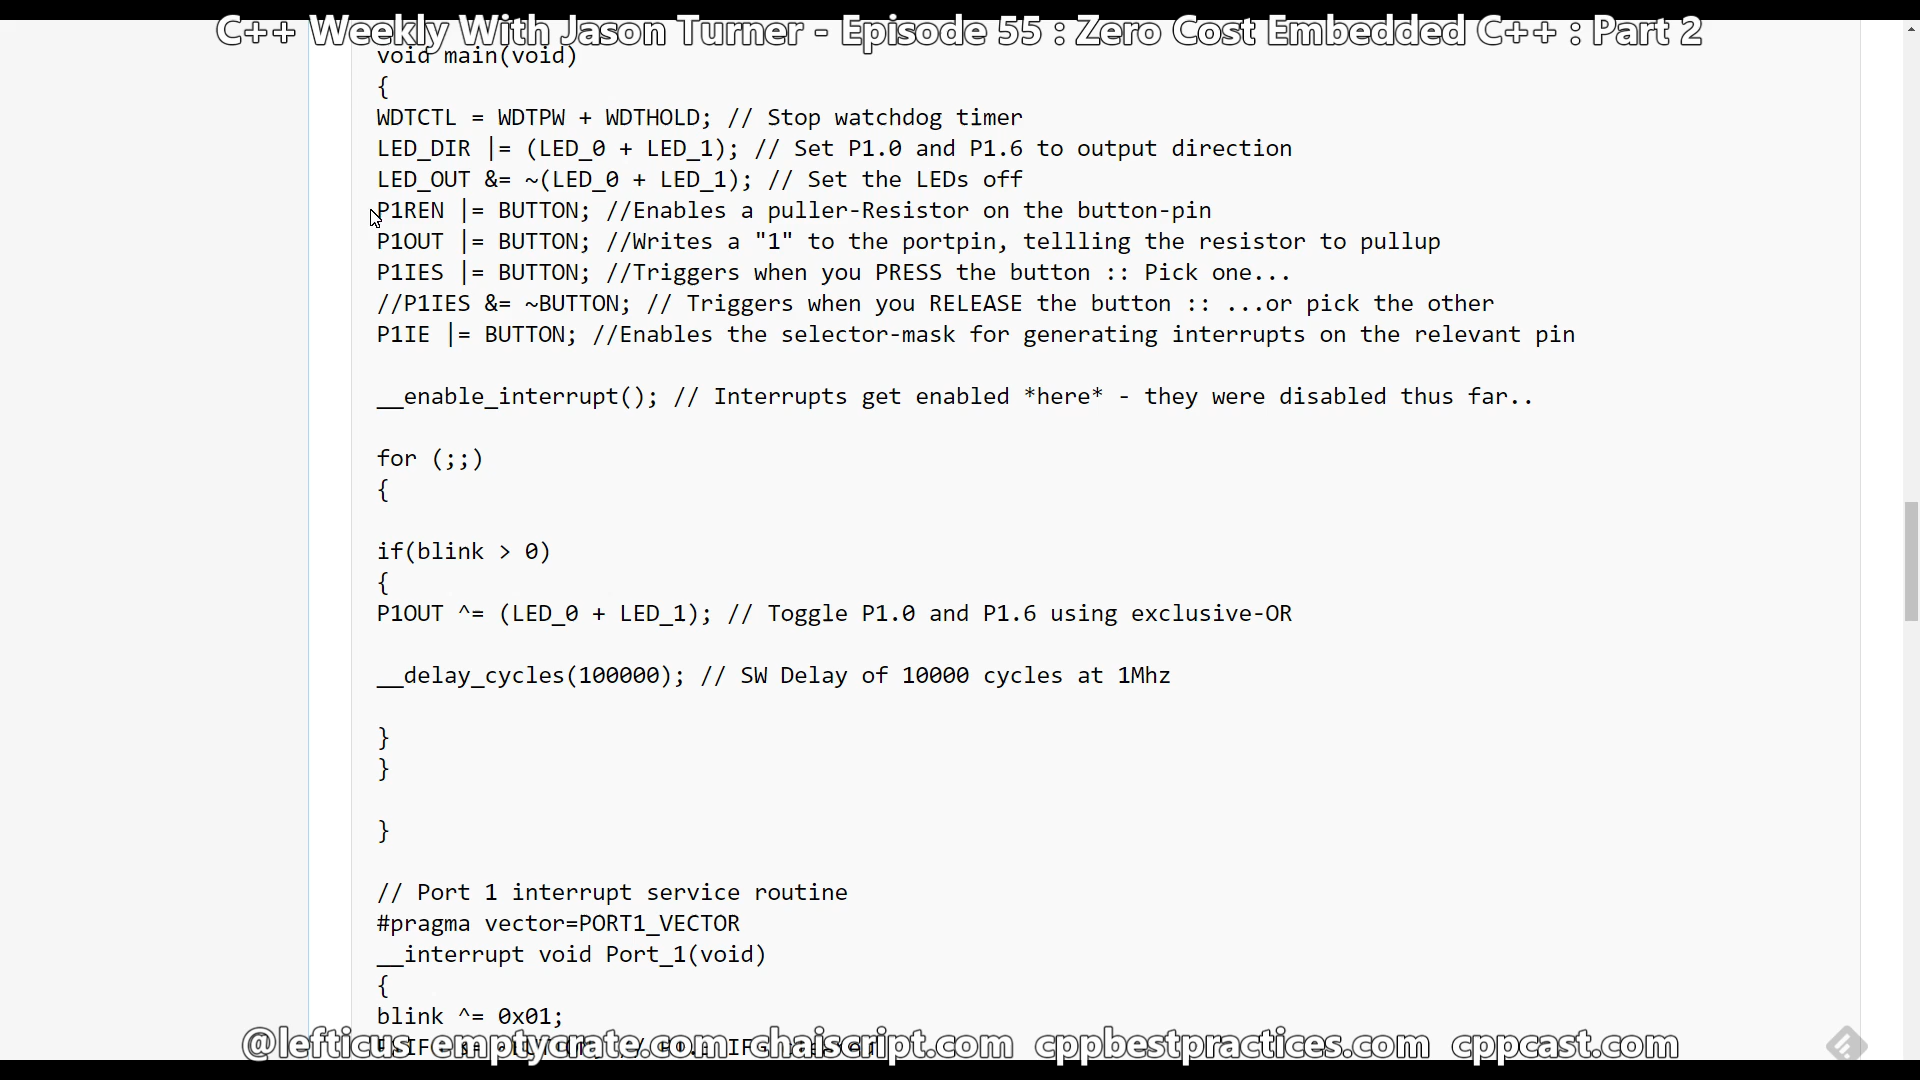 C++ Weekly With Jason Turner - Episode 55 : Zero Cost Embedded C++ : Part 2
void main(void)
{
WDTCTL = WDTPW + WDTHOLD; // Stop watchdog timer
LED_DIR |= (LED_0 + LED_1); // Set P1.0 and P1.6 to output direction
LED_OUT &= ~(LED_0 + LED_1); // Set the LEDs off
P1REN |= BUTTON; //Enables a puller-Resistor on the button-pin
P1OUT |= BUTTON; //Writes a "1" to the portpin, tellling the resistor to pullup
P1IES |= BUTTON; //Triggers when you PRESS the button :: Pick one...
//P1IES &= ~BUTTON; // Triggers when you RELEASE the button :: ...or pick the other
P1IE |= BUTTON; //Enables the selector-mask for generating interrupts on the relevant pin
__enable_interrupt(); // Interrupts get enabled *here* - they were disabled thus far..
for (;;)
{
if(blink > 0)
{
P1OUT ^= (LED_0 + LED_1); // Toggle P1.0 and P1.6 using exclusive-OR
__delay_cycles(100000); // SW Delay of 10000 cycles at 1Mhz
}
}
}
// Port 1 interrupt service routine
#pragma vector=PORT1_VECTOR
__interrupt void Port_1(void)
{
blink ^= 0x01;
@lefticus emptycrate.com chaiscript.com cppbestpractices.com cppcast.com